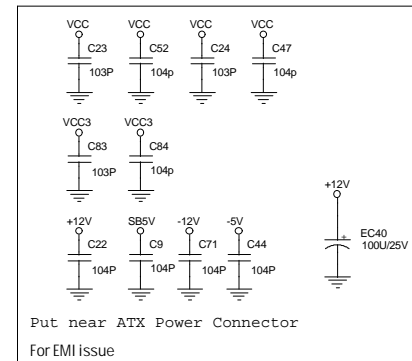 VCC VCC VCC VCC
C23 C52 C24 C47
103P 104p 103P 104p
VCC3 VCC3
C83 C84
103P 104p
+12V
+12V SB5V -12V -5V
+ EC40
100U/25V
C22 C9 C71 C44
104P 104P 104P 104P
Put near ATX Power Connector
For EMI issue